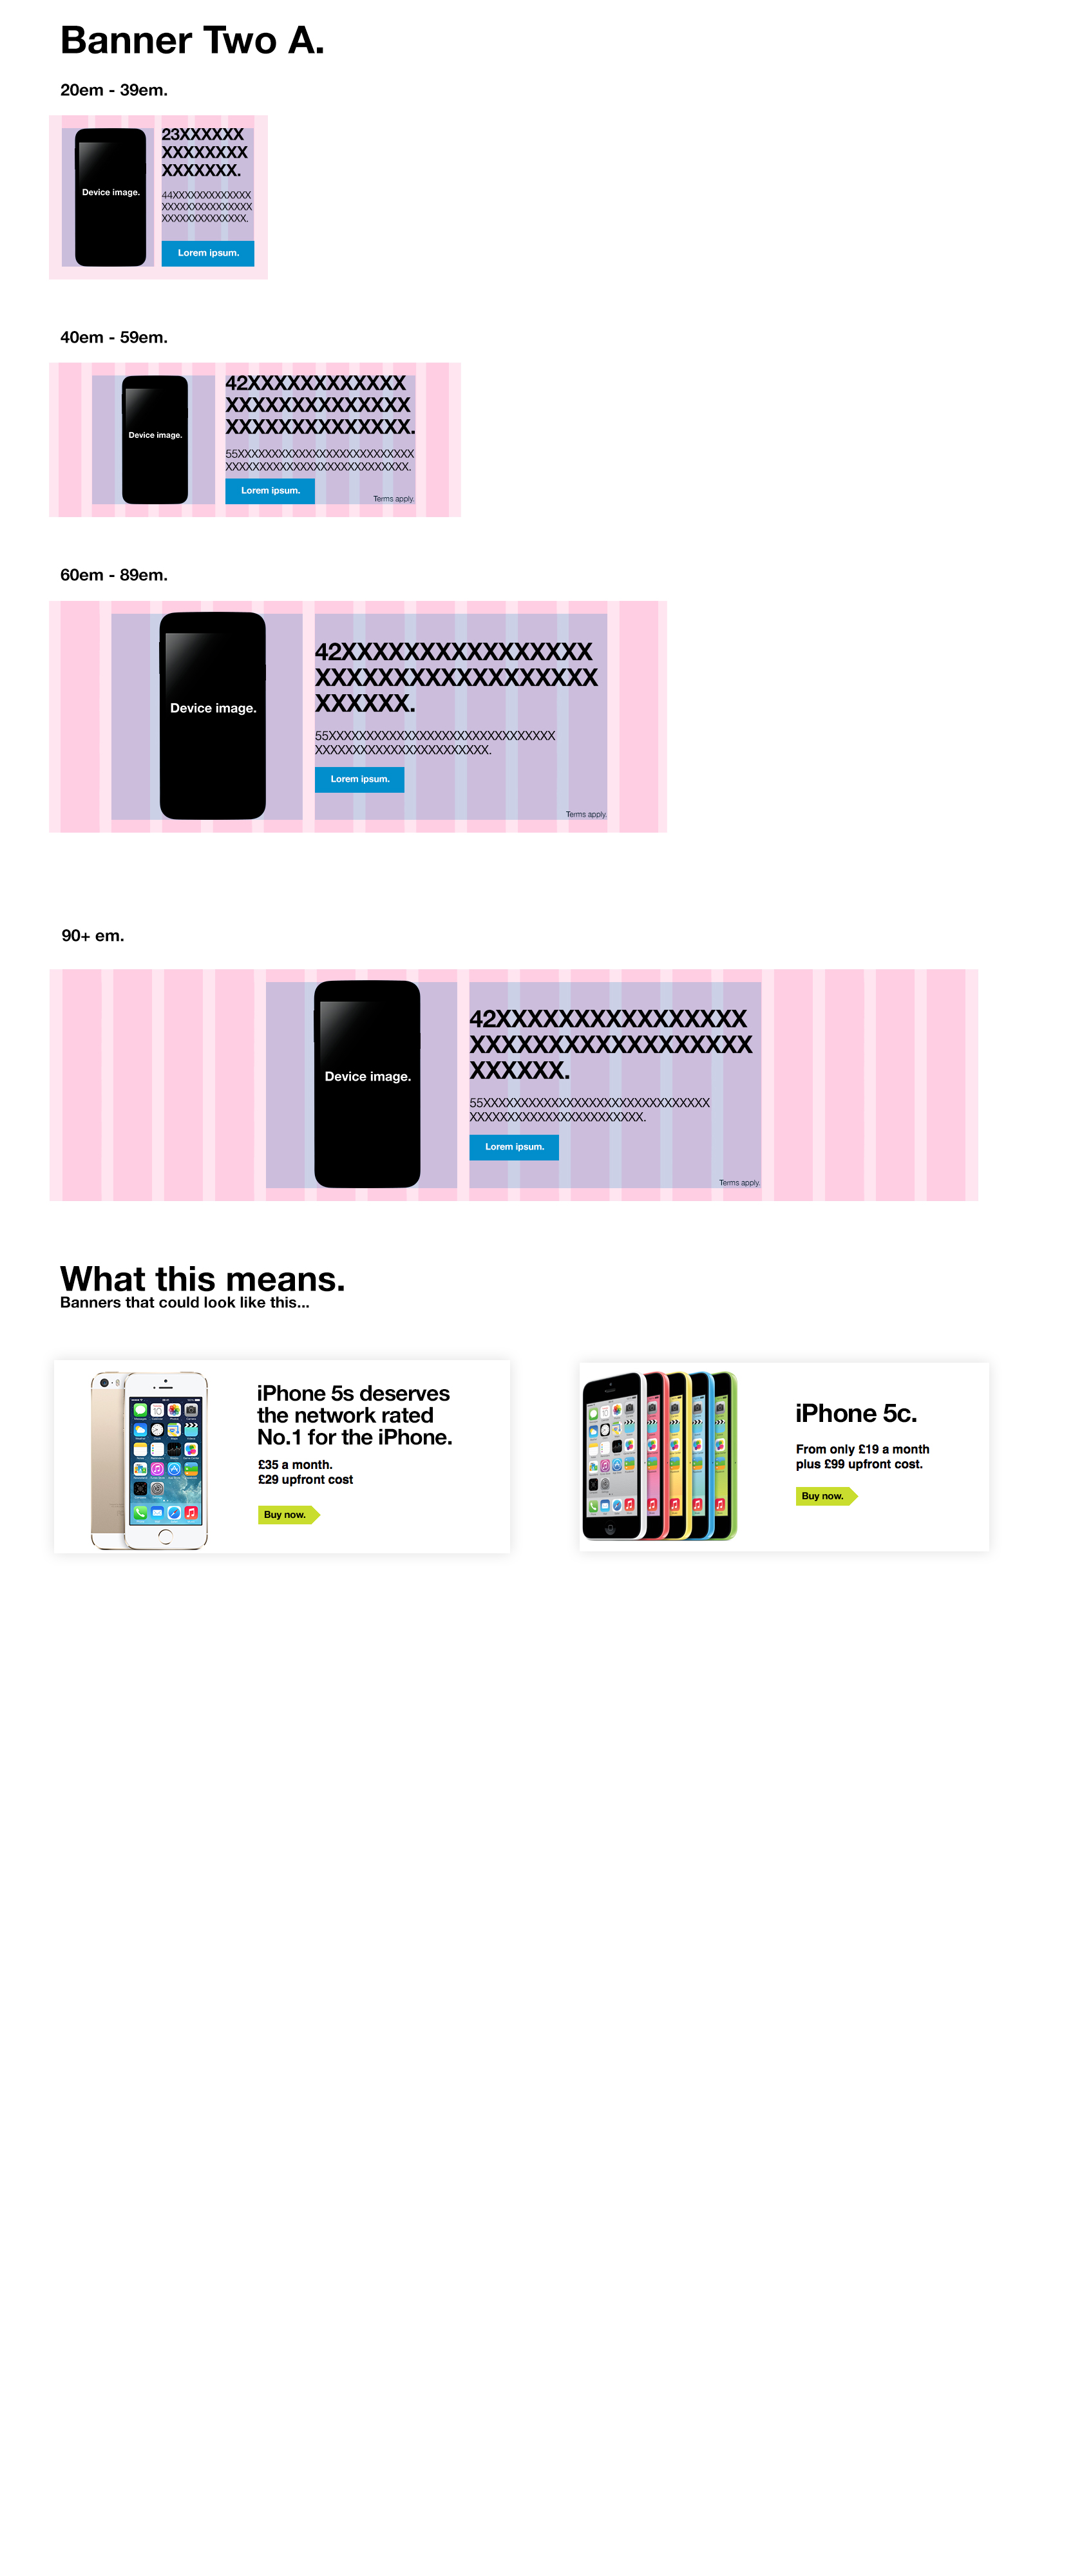 Banner Two A.
20em - 39em.
Device image.
23XXXXXX
XXXXXXXX
XXXXXXX.
44XXXXXXXXXXXXX
XXXXXXXXXXXXXXX
XXXXXXXXXXXXXX.
Lorem ipsum.
40em - 59em.
Device image.
42XXXXXXXXXXXX
XXXXXXXXXXXXXX
XXXXXXXXXXXXXX.
55XXXXXXXXXXXXXXXXXXXXXXXXXX
XXXXXXXXXXXXXXXXXXXXXXXXXXX.
Lorem ipsum.
Terms apply.
60em - 89em.
Device image.
42XXXXXXXXXXXXXXXX
XXXXXXXXXXXXXXXXXX
XXXXXX.
55XXXXXXXXXXXXXXXXXXXXXXXXXXXXXX
XXXXXXXXXXXXXXXXXXXXXXX.
Lorem ipsum.
Terms apply.
90+ em.
Device image.
42XXXXXXXXXXXXXXXX
XXXXXXXXXXXXXXXXXX
XXXXXX.
55XXXXXXXXXXXXXXXXXXXXXXXXXXXXXX
XXXXXXXXXXXXXXXXXXXXXXX.
Lorem ipsum.
Terms apply.
What this means.
Banners that could look like this...
iPhone 5s deserves
the network rated
No.1 for the iPhone.
£35 a month.
£29 upfront cost
Buy now.
iPhone 5c.
From only £19 a month
plus £99 upfront cost.
Buy now.